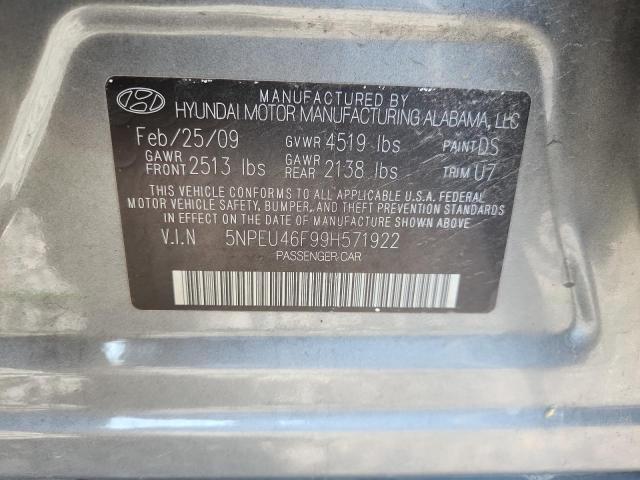 MANUFACTURED BY
HYUNDAI MOTOR MANUFACTURING ALABAMA, LLC
Feb/25/09 GVWR 4519 lbs PAINT DS
GAWR FRONT 2513 lbs GAWR REAR 2138 lbs TRIM U7
THIS VEHICLE CONFORMS TO ALL APPLICABLE U.S.A. FEDERAL
MOTOR VEHICLE SAFETY, BUMPER, AND THEFT PREVENTION STANDARDS
IN EFFECT ON THE DATE OF MANUFACTURE SHOWN ABOVE.
V.I.N 5NPEU46F99H571922
PASSENGER CAR